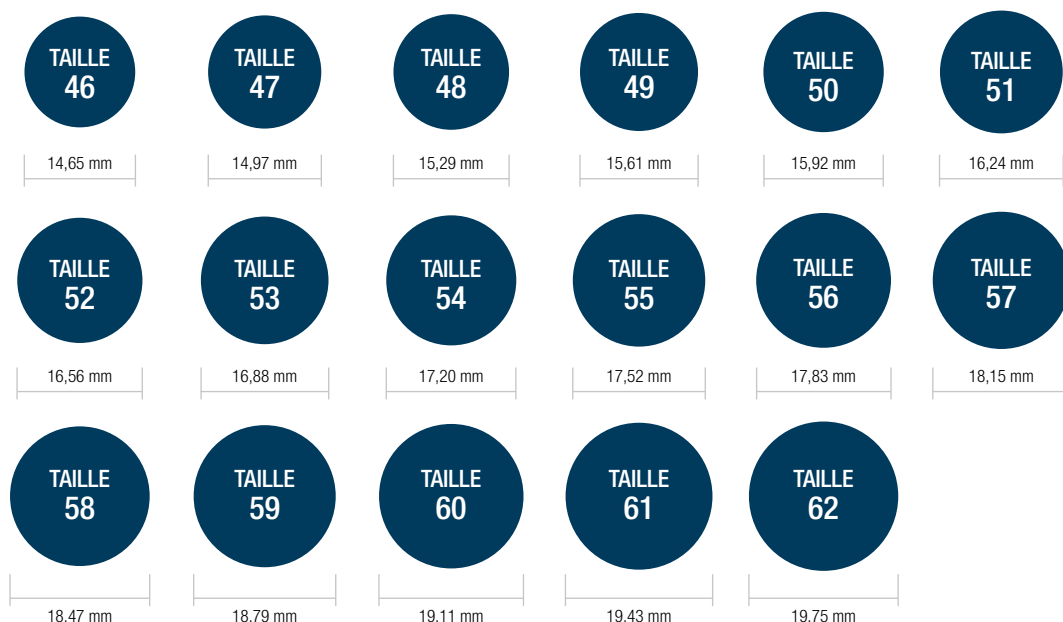 TAILLE
46
TAILLE
47
TAILLE
48
TAILLE
49
TAILLE
50
TAILLE
51
14,65 mm
14,97 mm
15,29 mm
15,61 mm
15,92 mm
16,24 mm
TAILLE
52
TAILLE
53
TAILLE
54
TAILLE
55
TAILLE
56
TAILLE
57
16,56 mm
16,88 mm
17,20 mm
17,52 mm
17,83 mm
18,15 mm
TAILLE
58
TAILLE
59
TAILLE
60
TAILLE
61
TAILLE
62
18,47 mm
18,79 mm
19,11 mm
19,43 mm
19,75 mm